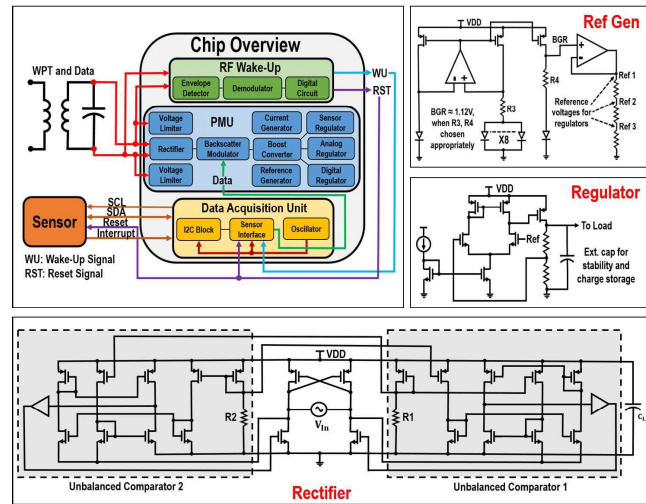 Chip Overview
WPT and Data
RF Wake-Up
Envelope
Detector
Demodulator
Digital
Circuit
WU
RST
PMU
Voltage
Limiter
Current
Generator
Sensor
Regulator
Rectifier
Backscatter
Modulator
Boost
Converter
Analog
Regulator
Voltage
Limiter
Data
Reference
Generator
Digital
Regulator
Data Acquisition Unit
I2C Block
Sensor
Interface
Oscillator
Sensor
SCL
SDA
Reset
Interrupt
WU: Wake-Up Signal
RST: Reset Signal
Ref Gen
VDD
BGR
R3
R4
X8
BGR ≈ 1.12V,
when R3, R4
chosen
appropriately
Reference
voltages for
regulators
Ref 1
Ref 2
Ref 3
Regulator
VDD
Ref
To Load
Ext. cap for
stability and
charge storage
VDD
R2
VIn
R1
CL
Unbalanced Comparator 2
Rectifier
Unbalanced Comparator 1